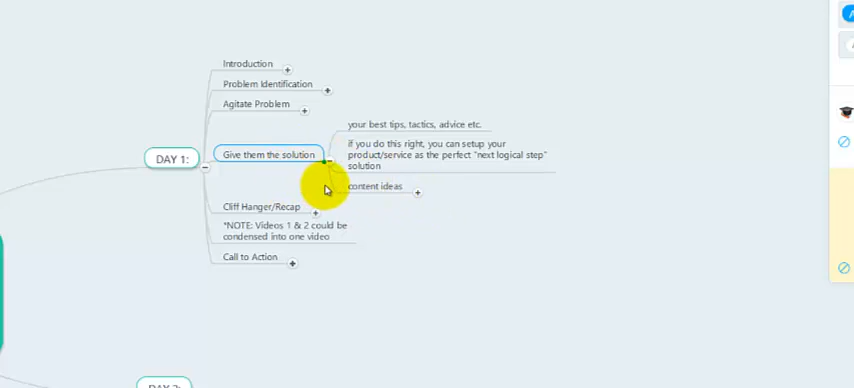 Introduction
Problem Identification
Agitate Problem
your best tips, tactics, advice etc.
if you do this right, you can setup your
product/service as the perfect "next logical step"
solution
DAY 1:
Give them the solution
content ideas
Cliff Hanger/Recap
*NOTE: Videos 1 & 2 could be
condensed into one video
Call to Action
DAY 2: